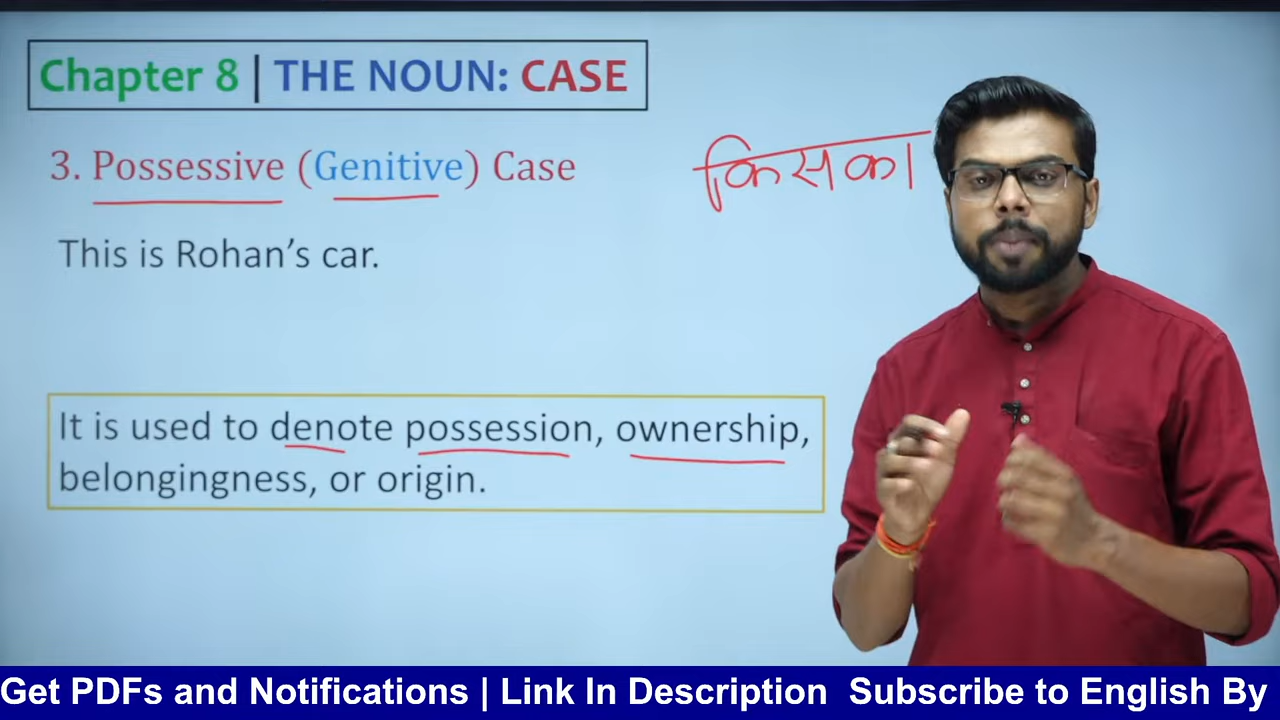 Chapter 8 | THE NOUN: CASE
3. Possessive (Genitive) Case
किसका
This is Rohan’s car.
It is used to denote possession, ownership,
belongingness, or origin.
Get PDFs and Notifications | Link In Description  Subscribe to English By